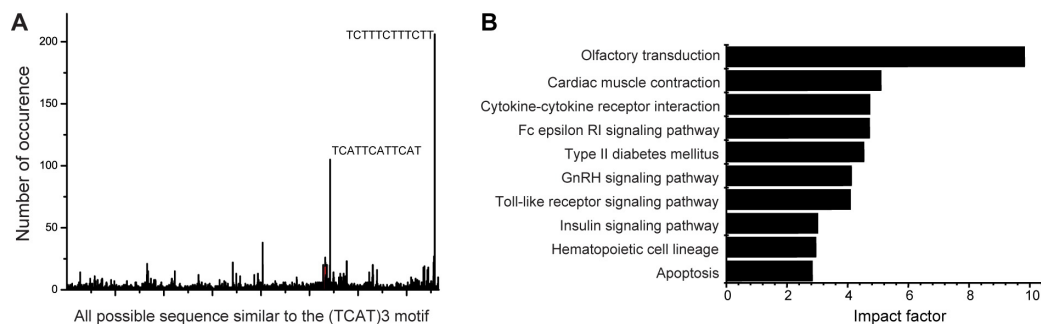 A
Number of occurence
200
150
100
50
0
TCTTTCTTTCTT
TCATTCATTCAT
All possible sequence similar to the (TCAT)3 motif
B
Olfactory transduction
Cardiac muscle contraction
Cytokine-cytokine receptor interaction
Fc epsilon RI signaling pathway
Type II diabetes mellitus
GnRH signaling pathway
Toll-like receptor signaling pathway
Insulin signaling pathway
Hematopoietic cell lineage
Apoptosis
0 2 4 6 8 10
Impact factor